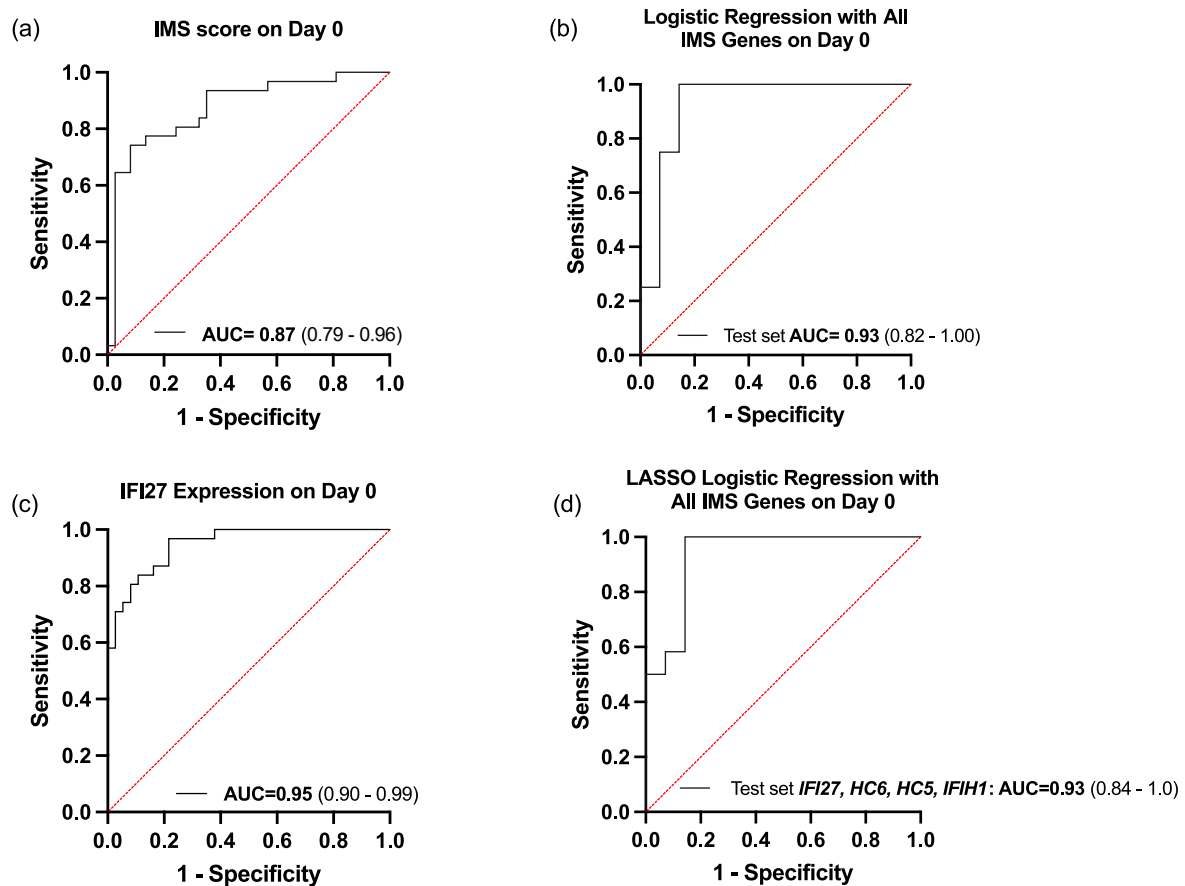 (a)
IMS score on Day 0
1.0
0.8
0.6
0.4
0.2
0.0
Sensitivity
AUC= 0.87 (0.79 - 0.96)
0.0 0.2 0.4 0.6 0.8 1.0
1 - Specificity
(b)
Logistic Regression with All
IMS Genes on Day 0
1.0
0.8
0.6
0.4
0.2
0.0
Sensitivity
Test set AUC= 0.93 (0.82 - 1.00)
0.0 0.2 0.4 0.6 0.8 1.0
1 - Specificity
(c)
IFI27 Expression on Day 0
1.0
0.8
0.6
0.4
0.2
0.0
Sensitivity
AUC=0.95 (0.90 - 0.99)
0.0 0.2 0.4 0.6 0.8 1.0
1 - Specificity
(d)
LASSO Logistic Regression with
All IMS Genes on Day 0
1.0
0.8
0.6
0.4
0.2
0.0
Sensitivity
Test set IFI27, HC6, HC5, IFIH1: AUC=0.93 (0.84 - 1.0)
0.0 0.2 0.4 0.6 0.8 1.0
1 - Specificity